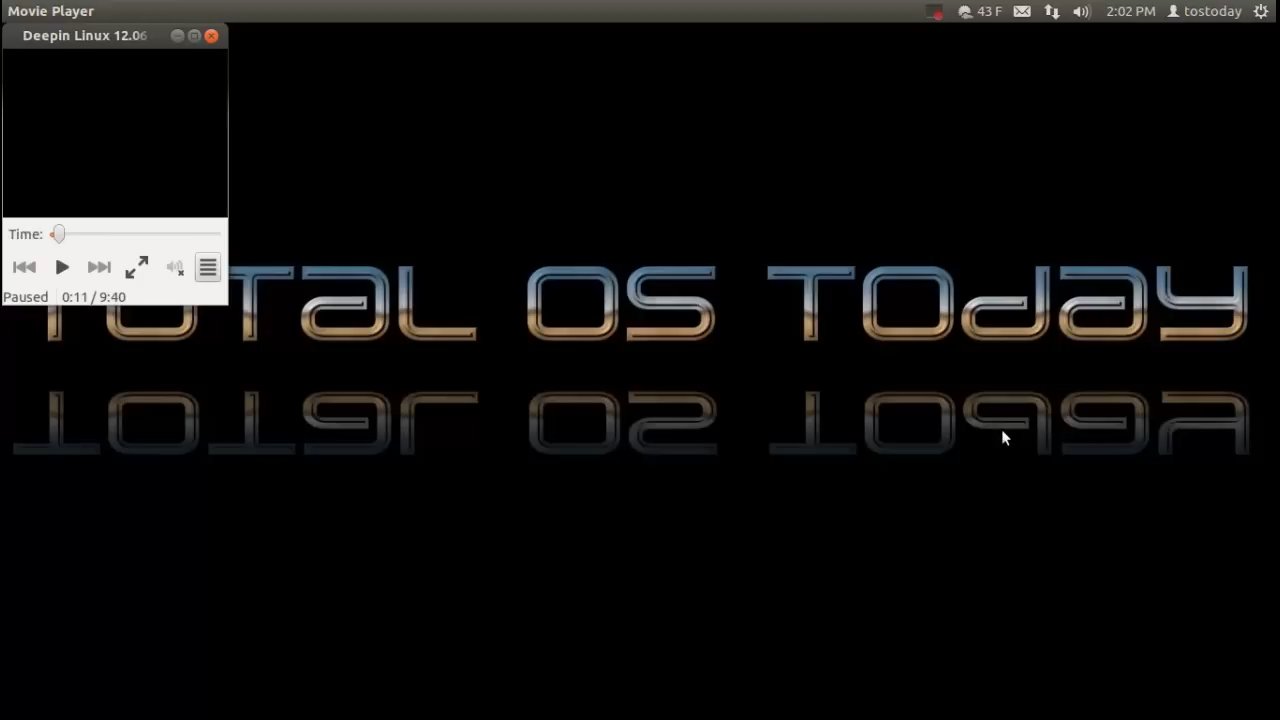 Movie Player
43 F
2:02 PM
tostoday
Deepin Linux 12.06
Time:
Paused
0:11 / 9:40
TOTaL OS TOday